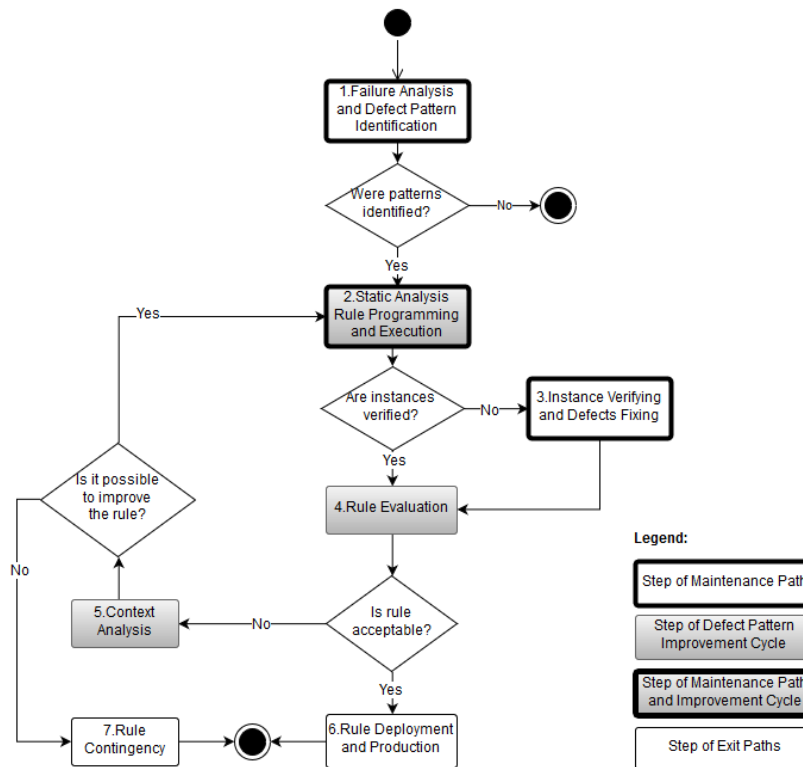 1.Failure Analysis
and Defect Pattern
Identification
Were patterns
identified?
No
Yes
2.Static Analysis
Rule Programming
and Execution
Yes
Are instances
verified?
No
3.Instance Verifying
and Defects Fixing
Yes
Is it possible
to improve
the rule?
4.Rule Evaluation
No
Is rule
acceptable?
No
5.Context
Analysis
Yes
7.Rule
Contingency
6.Rule Deployment
and Production
Legend:
Step of Maintenance Path
Step of Defect Pattern
Improvement Cycle
Step of Maintenance Path
and Improvement Cycle
Step of Exit Paths